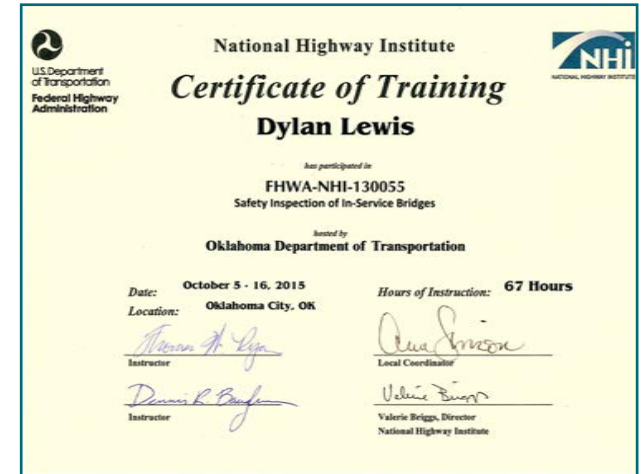 U.S. Department
of Transportation
Federal Highway
Administration
National Highway Institute
NHI
NATIONAL HIGHWAY INSTITUTE
Certificate of Training
Dylan Lewis
has participated in
FHWA-NHI-130055
Safety Inspection of In-Service Bridges
hosted by
Oklahoma Department of Transportation
Date: October 5 - 16, 2015
Location: Oklahoma City, OK
Hours of Instruction: 67 Hours
Instructor
Local Coordinator
Dennis R.
Instructor
Valerie Briggs
Valerie Briggs, Director
National Highway Institute